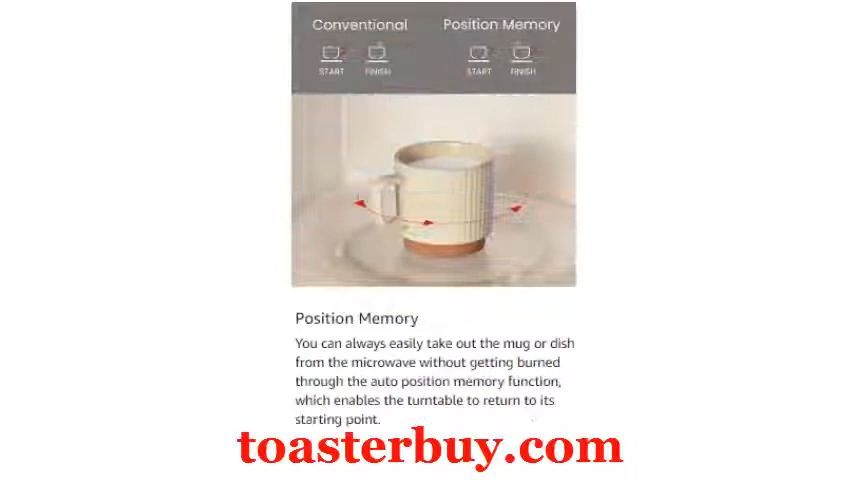 Conventional
Position Memory
START
FINISH
START
FINISH
Position Memory
You can always easily take out the mug or dish
from the microwave without getting burned
through the auto position memory function,
which enables the turntable to return to its
starting point.
toasterbuy.com